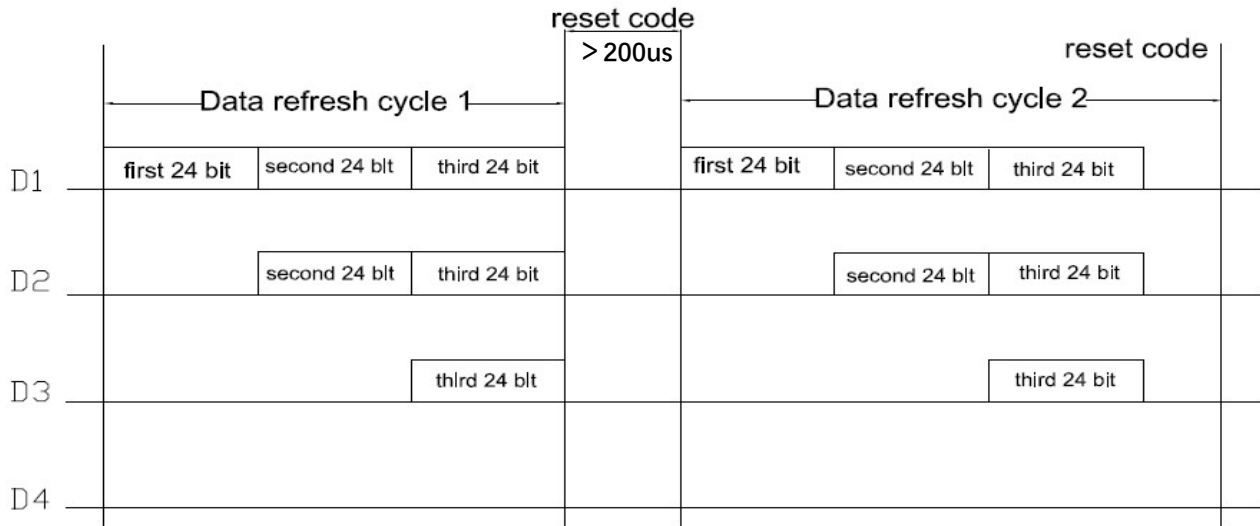 reset code
> 200us
reset code
Data refresh cycle 1
Data refresh cycle 2
D1 first 24 bit second 24 blt third 24 bit first 24 bit second 24 blt third 24 bit
D2 second 24 blt third 24 bit second 24 blt third 24 bit
D3 thlrd 24 blt third 24 bit
D4